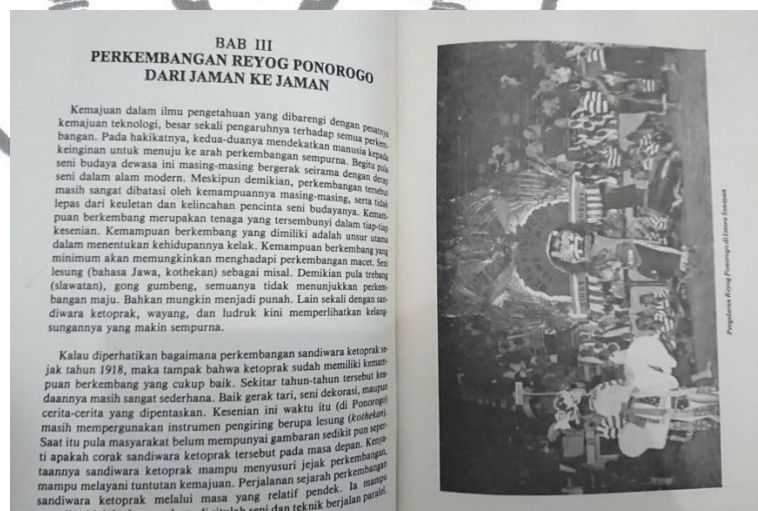 BAB III
PERKEMBANGAN REYOG PONOROGO
DARI JAMAN KE JAMAN
Kemajuan dalam ilmu pengetahuan yang dibarengi dengan pesatnya
kemajuan teknologi, besar sekali pengaruhnya terhadap semua perkem-
bangan. Pada hakikatnya, kedua-duanya mendekatkan manusia kepada
keinginan untuk menuju ke arah perkembangan sempurna. Begitu pula
seni budaya dewasa ini masing-masing bergerak seirama dengan derap
seni dalam alam modern. Meskipun demikian, perkembangan tersebut
masih sangat dibatasi oleh kemampuannya masing-masing, serta tidak
lepas dari keuletan dan kelincahan pencinta seni budayanya. Kemam-
puan berkembang merupakan tenaga yang tersembunyi dalam tiap-tiap
kesenian. Kemampuan berkembang yang dimiliki adalah unsur utama
dalam menentukan kehidupannya kelak. Kemampuan berkembang yang
minimum akan memungkinkan menghadapi perkembangan macet. Seni
lesung (bahasa Jawa, kothekan) sebagai misal. Demikian pula trebang
(slawatan), gong gumbeng, semuanya tidak menunjukkan perkem-
bangan maju. Bahkan mungkin menjadi punah. Lain sekali dengan san-
diwara ketoprak, wayang, dan ludruk kini memperlihatkan kelang-
sungannya yang makin sempurna.
Kalau diperhatikan bagaimana perkembangan sandiwara ketoprak se-
jak tahun 1918, maka tampak bahwa ketoprak sudah memiliki kemam-
puan berkembang yang cukup baik. Sekitar tahun-tahun tersebut kea-
daannya masih sangat sederhana. Baik gerak tari, seni dekorasi, maupun
cerita-cerita yang dipentaskan. Kesenian ini waktu itu (di Ponorogo)
masih mempergunakan instrumen pengiring berupa lesung (kothekan).
Saat itu pula masyarakat belum mempunyai gambaran sedikit pun seper-
ti apakah corak sandiwara ketoprak tersebut pada masa depan. Kenya-
taannya sandiwara ketoprak mampu menyusuri jejak perkembangan,
mampu melayani tuntutan kemajuan. Perjalanan sejarah perkembangan
sandiwara ketoprak melalui masa yang relatif pendek. Ia mampu
seni dan teknik berjalan paralel.
Pergelaran Reyog Ponorogo di Istora Senayan